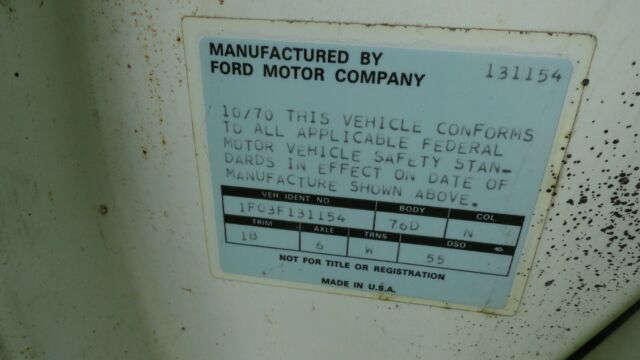 MANUFACTURED BY
FORD MOTOR COMPANY 131154
10/70 THIS VEHICLE CONFORMS
TO ALL APPLICABLE FEDERAL
MOTOR VEHICLE SAFETY STAN-
DARDS IN EFFECT ON DATE OF
MANUFACTURE SHOWN ABOVE.
VEH. IDENT. NO. BODY COL
1F03F131154 76D N
TRIM AXLE TRNS DSO
1B 6 W 55
NOT FOR TITLE OR REGISTRATION
MADE IN U.S.A.